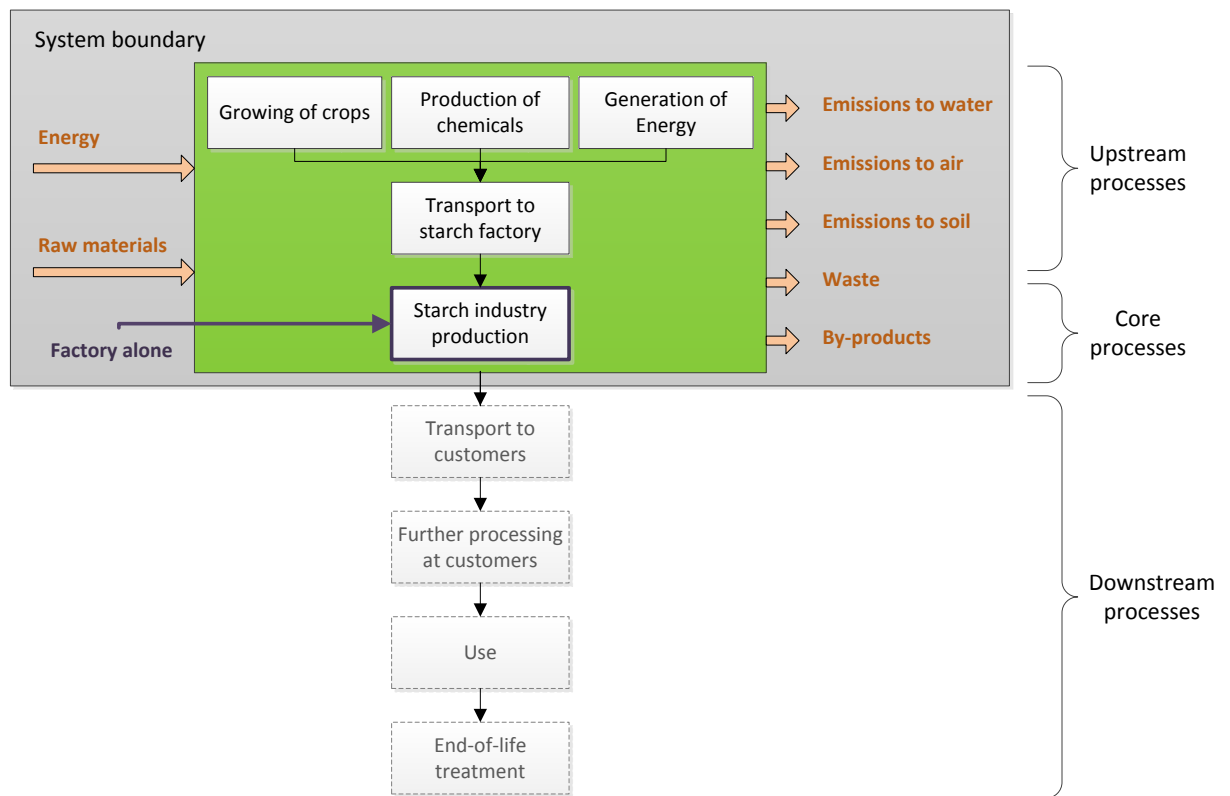 System boundary
Growing of crops
Production of
chemicals
Generation of
Energy
Energy
Raw materials
Factory alone
Transport to
starch factory
Starch industry
production
Emissions to water
Emissions to air
Emissions to soil
Waste
By-products
Upstream
processes
Core
processes
Transport to
customers
Further processing
at customers
Use
End-of-life
treatment
Downstream
processes